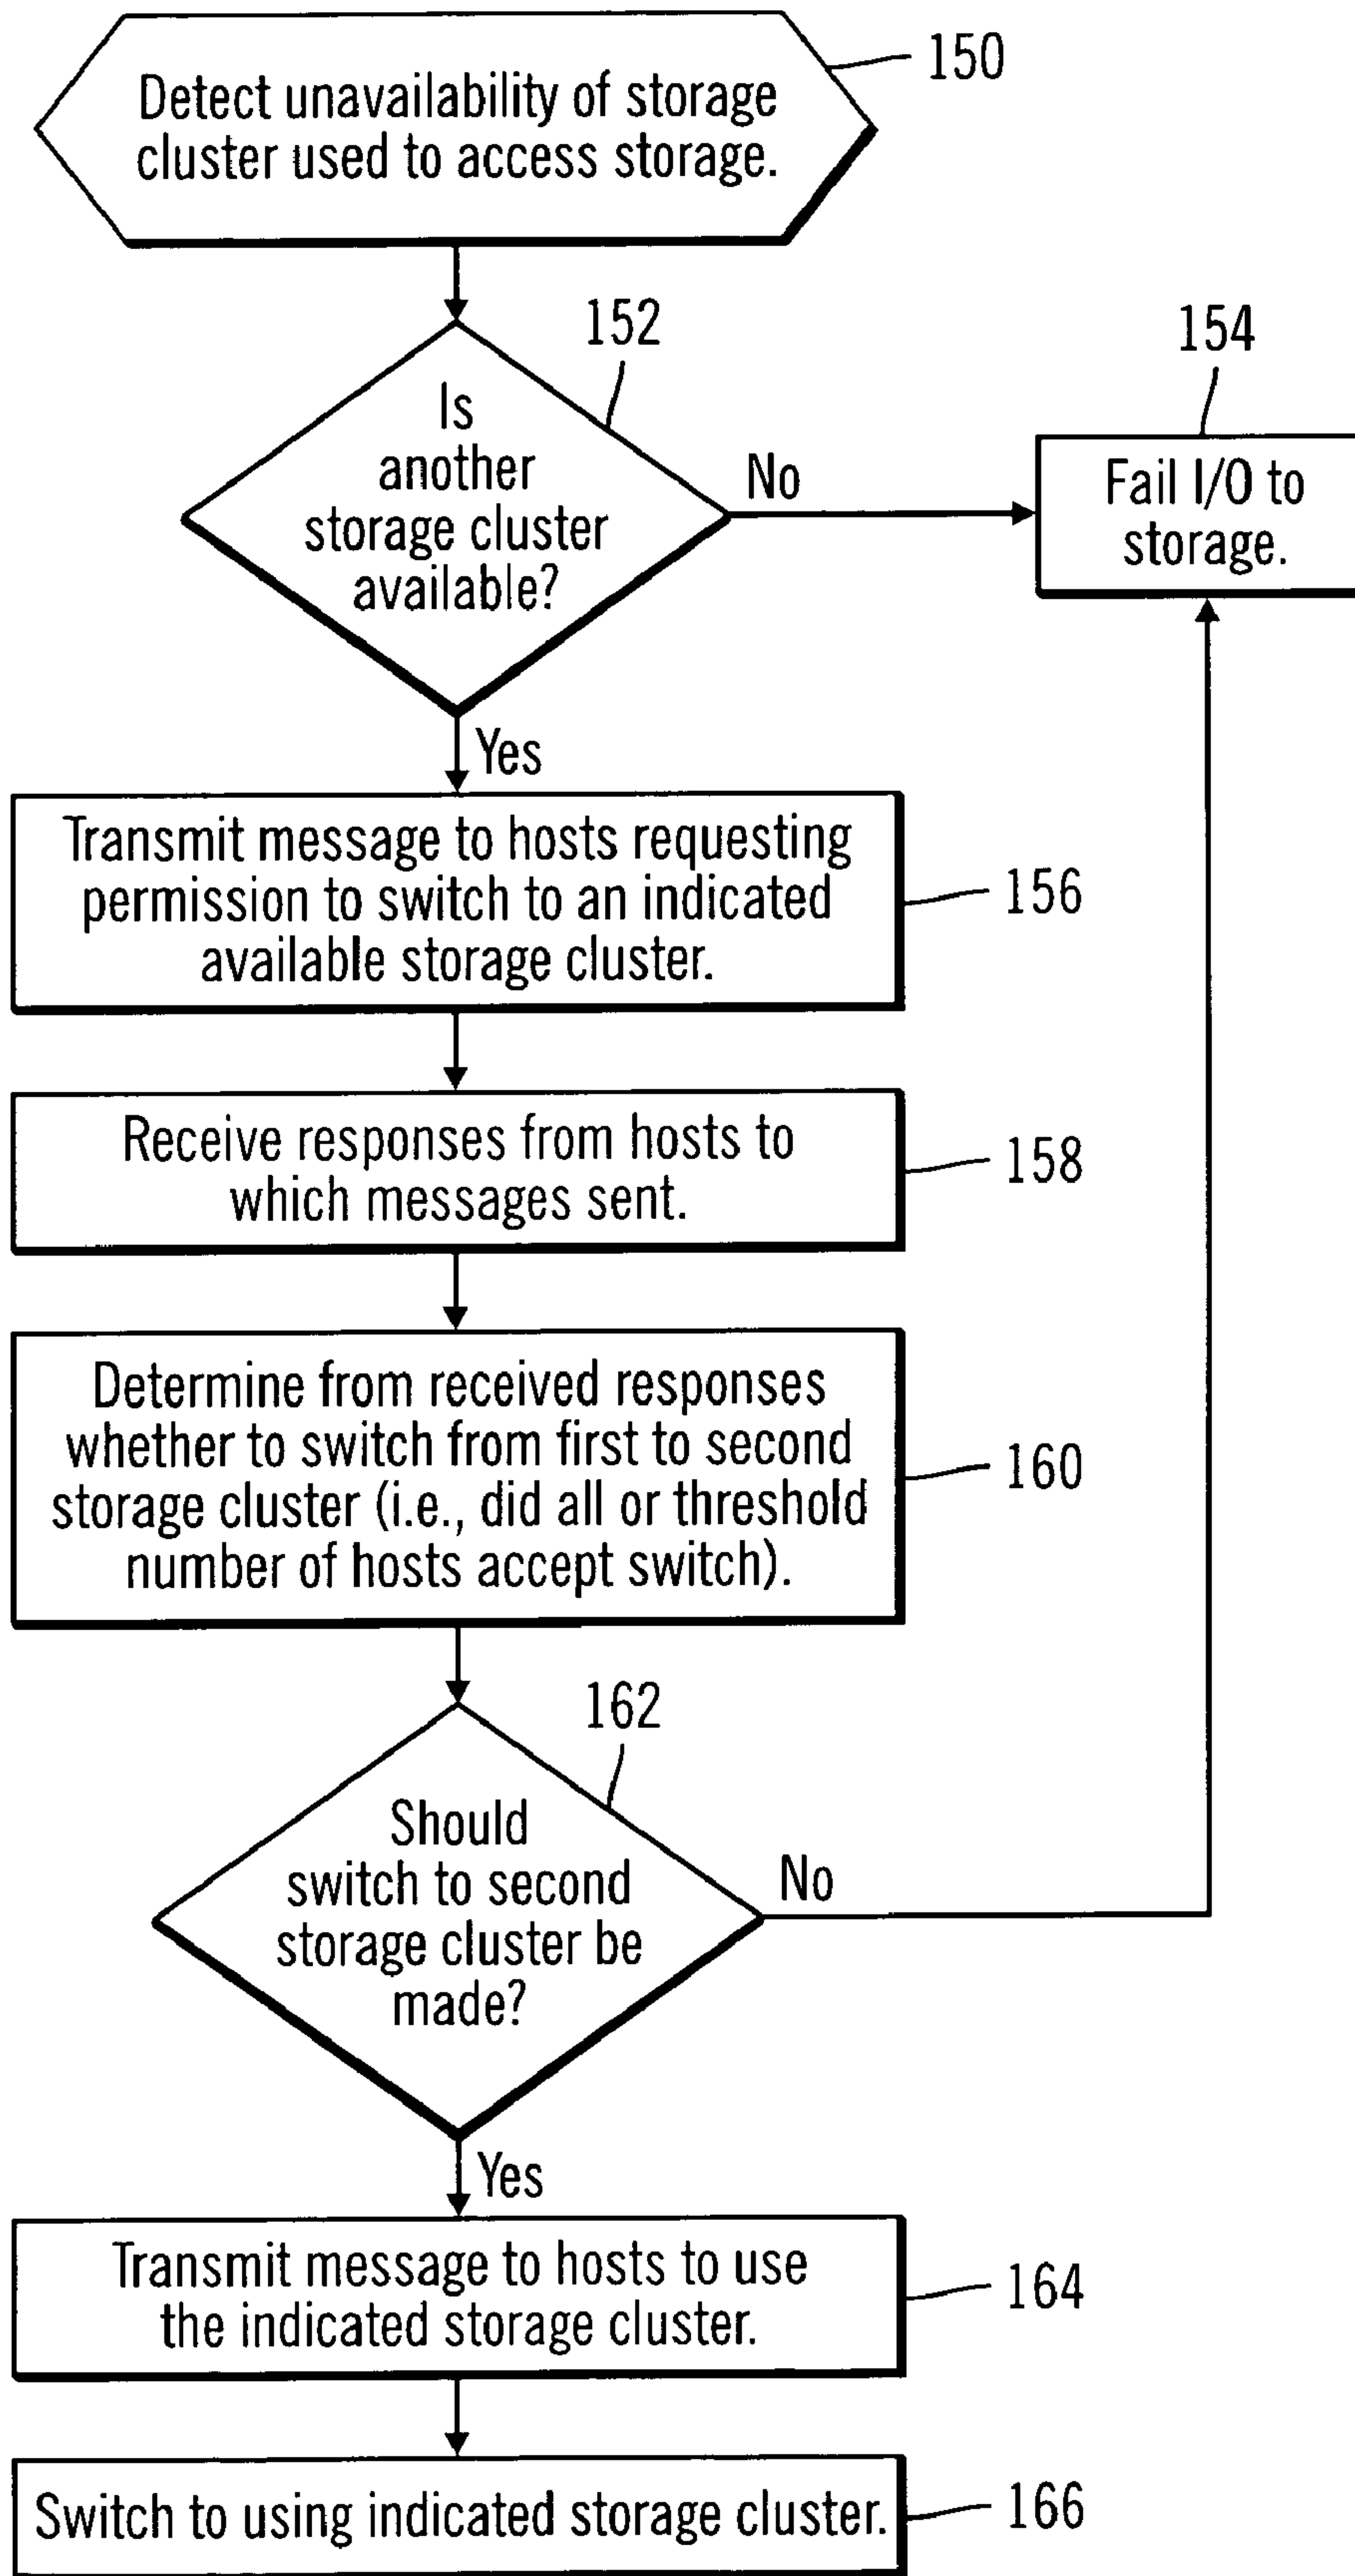 150
Detect unavailability of storage
cluster used to access storage.
152
154
Is
another
storage cluster
available?
No
Fail I/O to
storage.
Yes
Transmit message to hosts requesting
permission to switch to an indicated
available storage cluster.
156
Receive responses from hosts to
which messages sent.
158
Determine from received responses
whether to switch from first to second
storage cluster (i.e., did all or threshold
number of hosts accept switch).
160
162
Should
switch to second
storage cluster be
made?
No
Yes
Transmit message to hosts to use
the indicated storage cluster.
164
Switch to using indicated storage cluster.
166